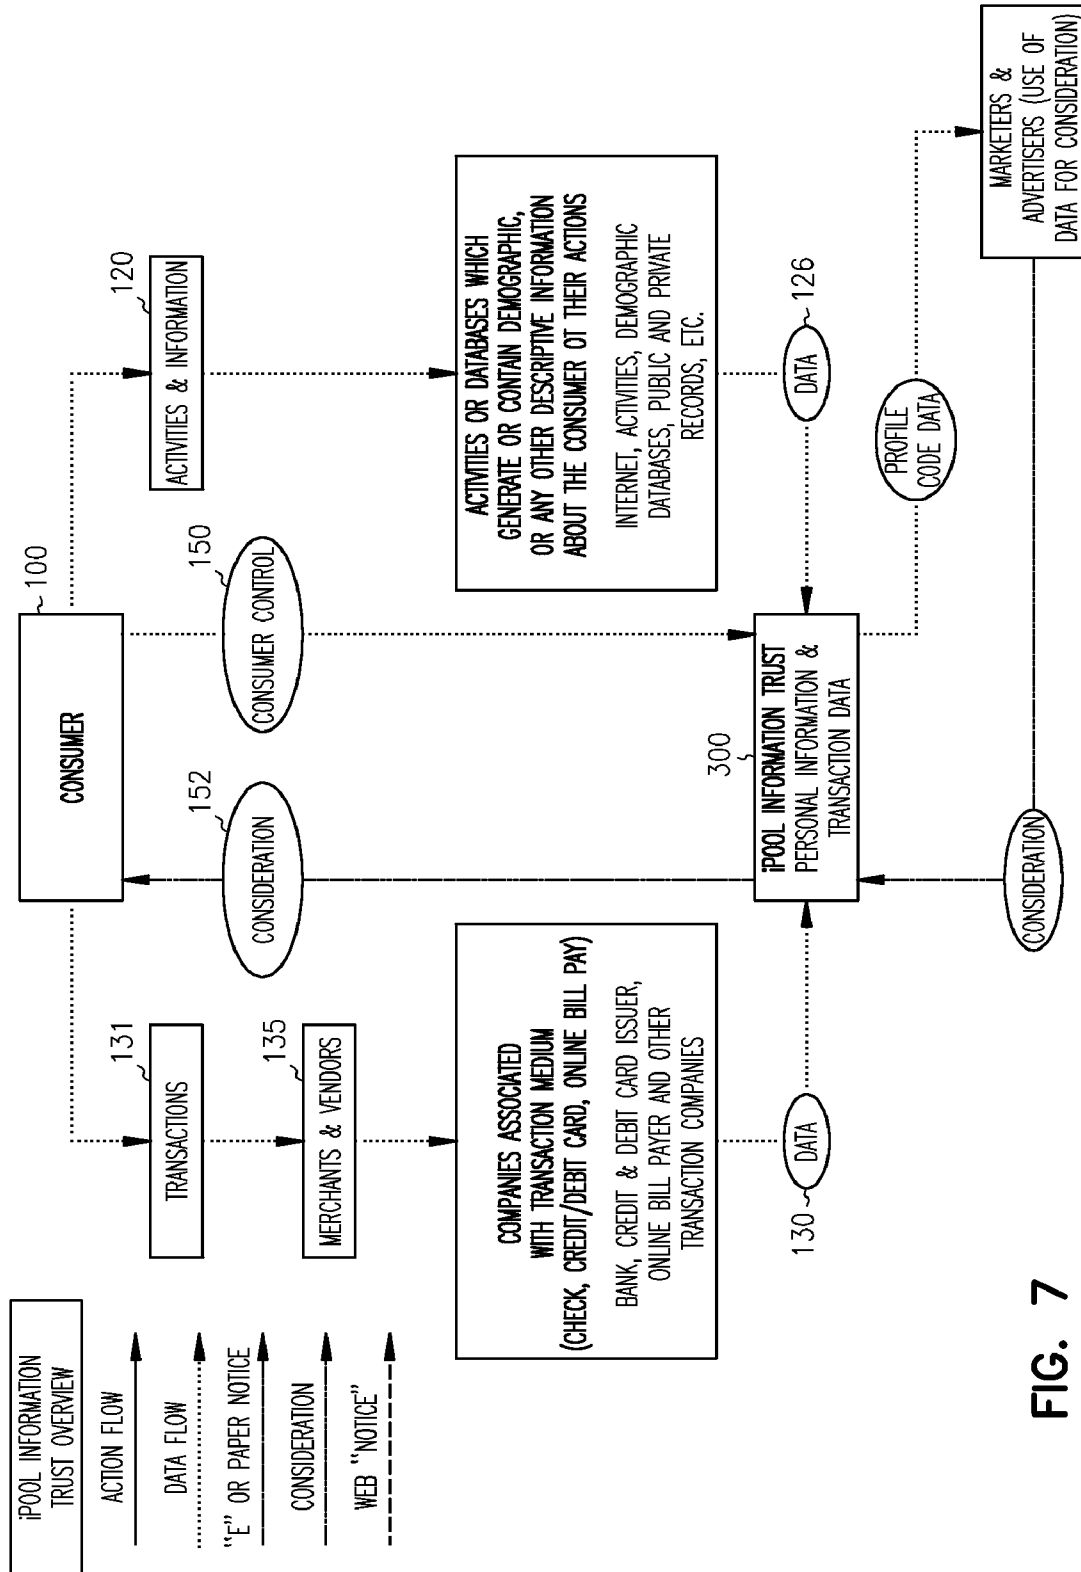 iPOOL INFORMATION
TRUST OVERVIEW
ACTION FLOW
DATA FLOW
"E" OR PAPER NOTICE
CONSIDERATION
WEB "NOTICE"
CONSUMER
100
TRANSACTIONS
131
MERCHANTS & VENDORS
135
CONSIDERATION
152
CONSUMER CONTROL
150
ACTIVITIES & INFORMATION
120
COMPANIES ASSOCIATED
WITH TRANSACTION MEDIUM
(CHECK, CREDIT/DEBIT CARD, ONLINE BILL PAY)
BANK, CREDIT & DEBIT CARD ISSUER,
ONLINE BILL PAYER AND OTHER
TRANSACTION COMPANIES
ACTIVITIES OR DATABASES WHICH
GENERATE OR CONTAIN DEMOGRAPHIC,
OR ANY OTHER DESCRIPTIVE INFORMATION
ABOUT THE CONSUMER OT THEIR ACTIONS
INTERNET, ACTIVITIES, DEMOGRAPHIC
DATABASES, PUBLIC AND PRIVATE
RECORDS, ETC.
DATA
130
300
iPOOL INFORMATION TRUST
PERSONAL INFORMATION &
TRANSACTION DATA
DATA
126
PROFILE
CODE DATA
CONSIDERATION
MARKETERS &
ADVERTISERS (USE OF
DATA FOR CONSIDERATION)
FIG. 7